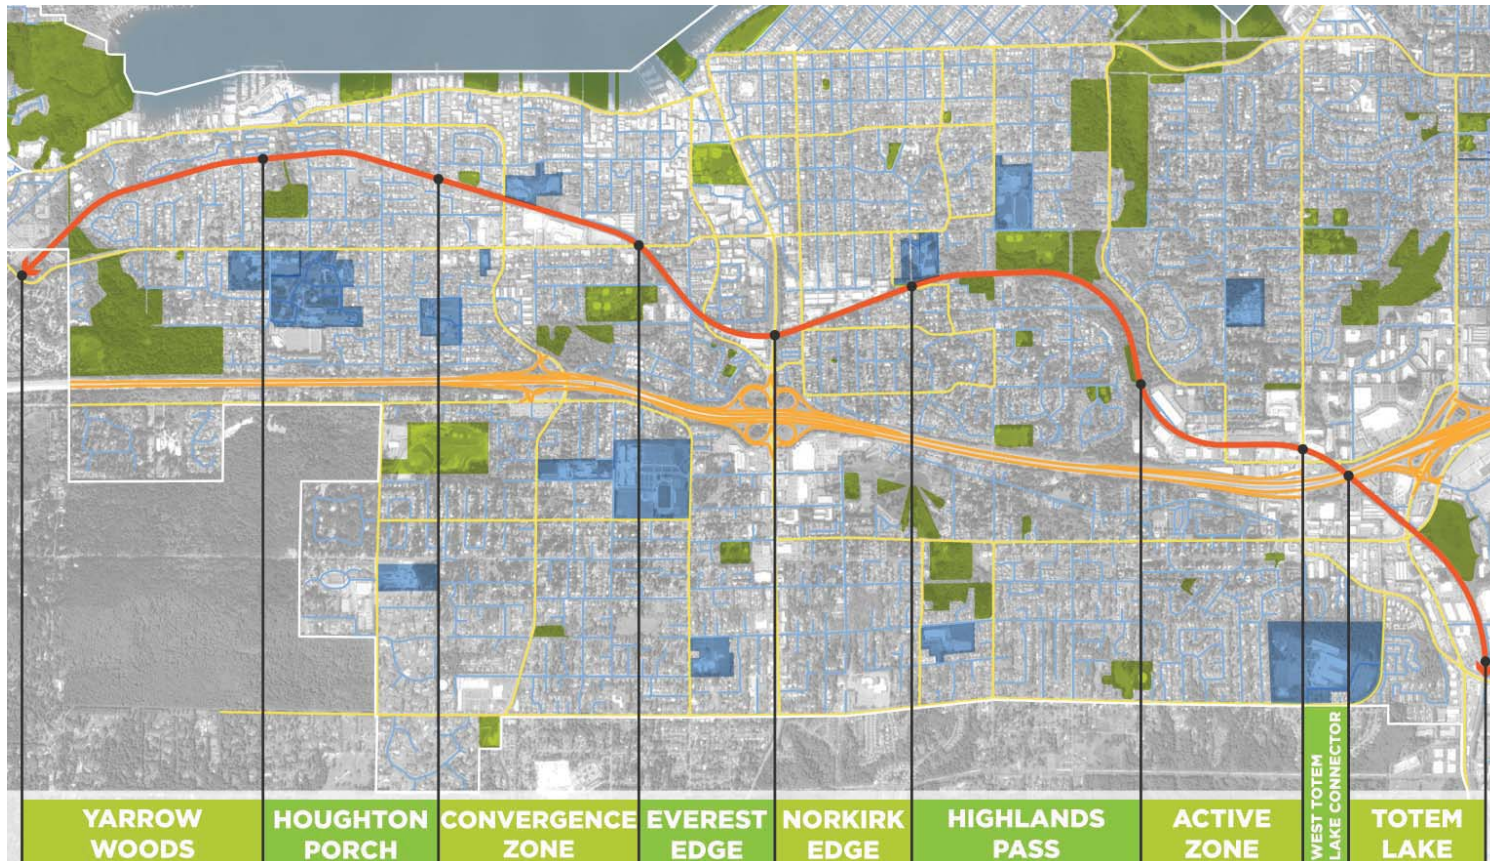 YARROW
WOODS
HOUGHTON
PORCH
CONVERGENCE
ZONE
EVEREST
EDGE
NORKIRK
EDGE
HIGHLANDS
PASS
ACTIVE
ZONE
WEST TOTEM
LAKE CONNECTOR
TOTEM
LAKE